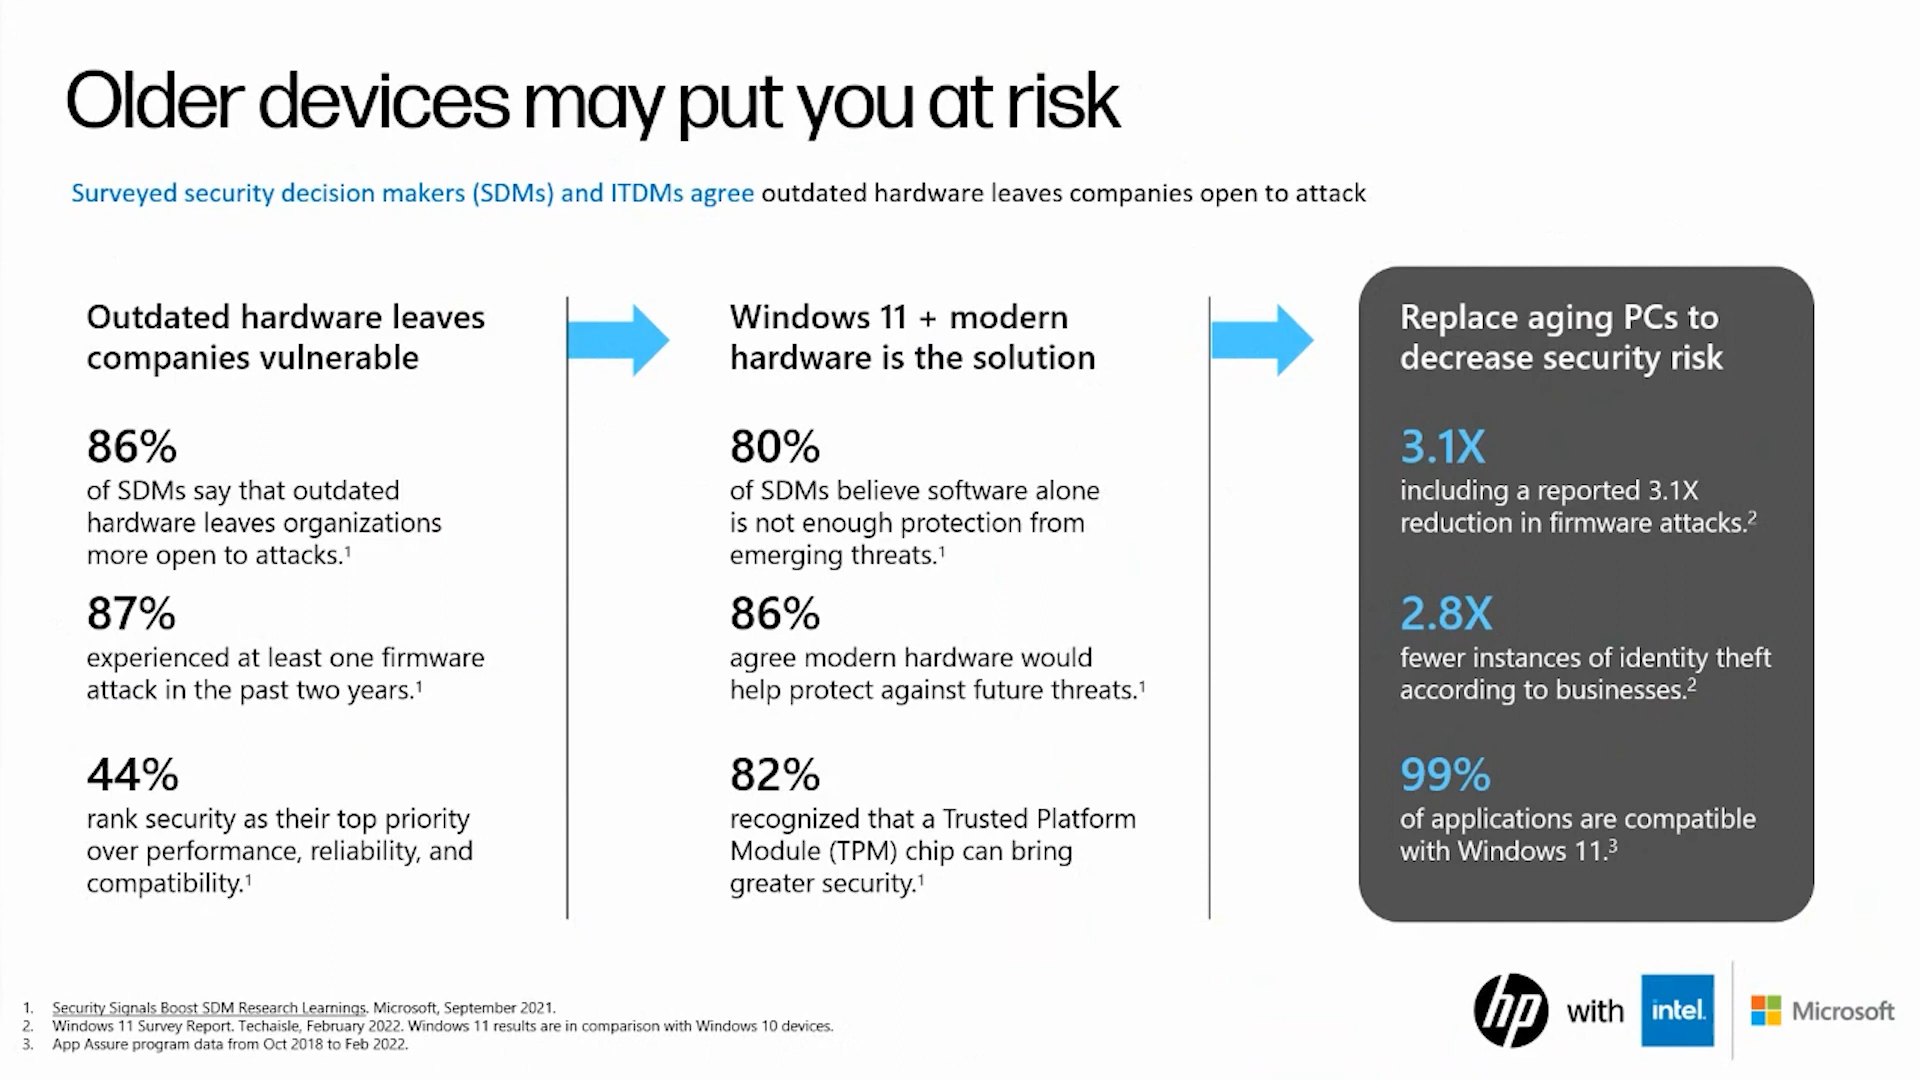 Older devices may put you at risk
Surveyed security decision makers (SDMs) and ITDMs agree outdated hardware leaves companies open to attack
Outdated hardware leaves
companies vulnerable
86%
of SDMs say that outdated
hardware leaves organizations
more open to attacks.¹
87%
experienced at least one firmware
attack in the past two years.¹
44%
rank security as their top priority
over performance, reliability, and
compatibility.¹
Windows 11 + modern
hardware is the solution
80%
of SDMs believe software alone
is not enough protection from
emerging threats.¹
86%
agree modern hardware would
help protect against future threats.¹
82%
recognized that a Trusted Platform
Module (TPM) chip can bring
greater security.¹
Replace aging PCs to
decrease security risk
3.1X
including a reported 3.1X
reduction in firmware attacks.²
2.8X
fewer instances of identity theft
according to businesses.²
99%
of applications are compatible
with Windows 11.³
1. Security Signals Boost SDM Research Learnings. Microsoft, September 2021.
2. Windows 11 Survey Report. Techaisle, February 2022. Windows 11 results are in comparison with Windows 10 devices.
3. App Assure program data from Oct 2018 to Feb 2022.
hp with intel. Microsoft